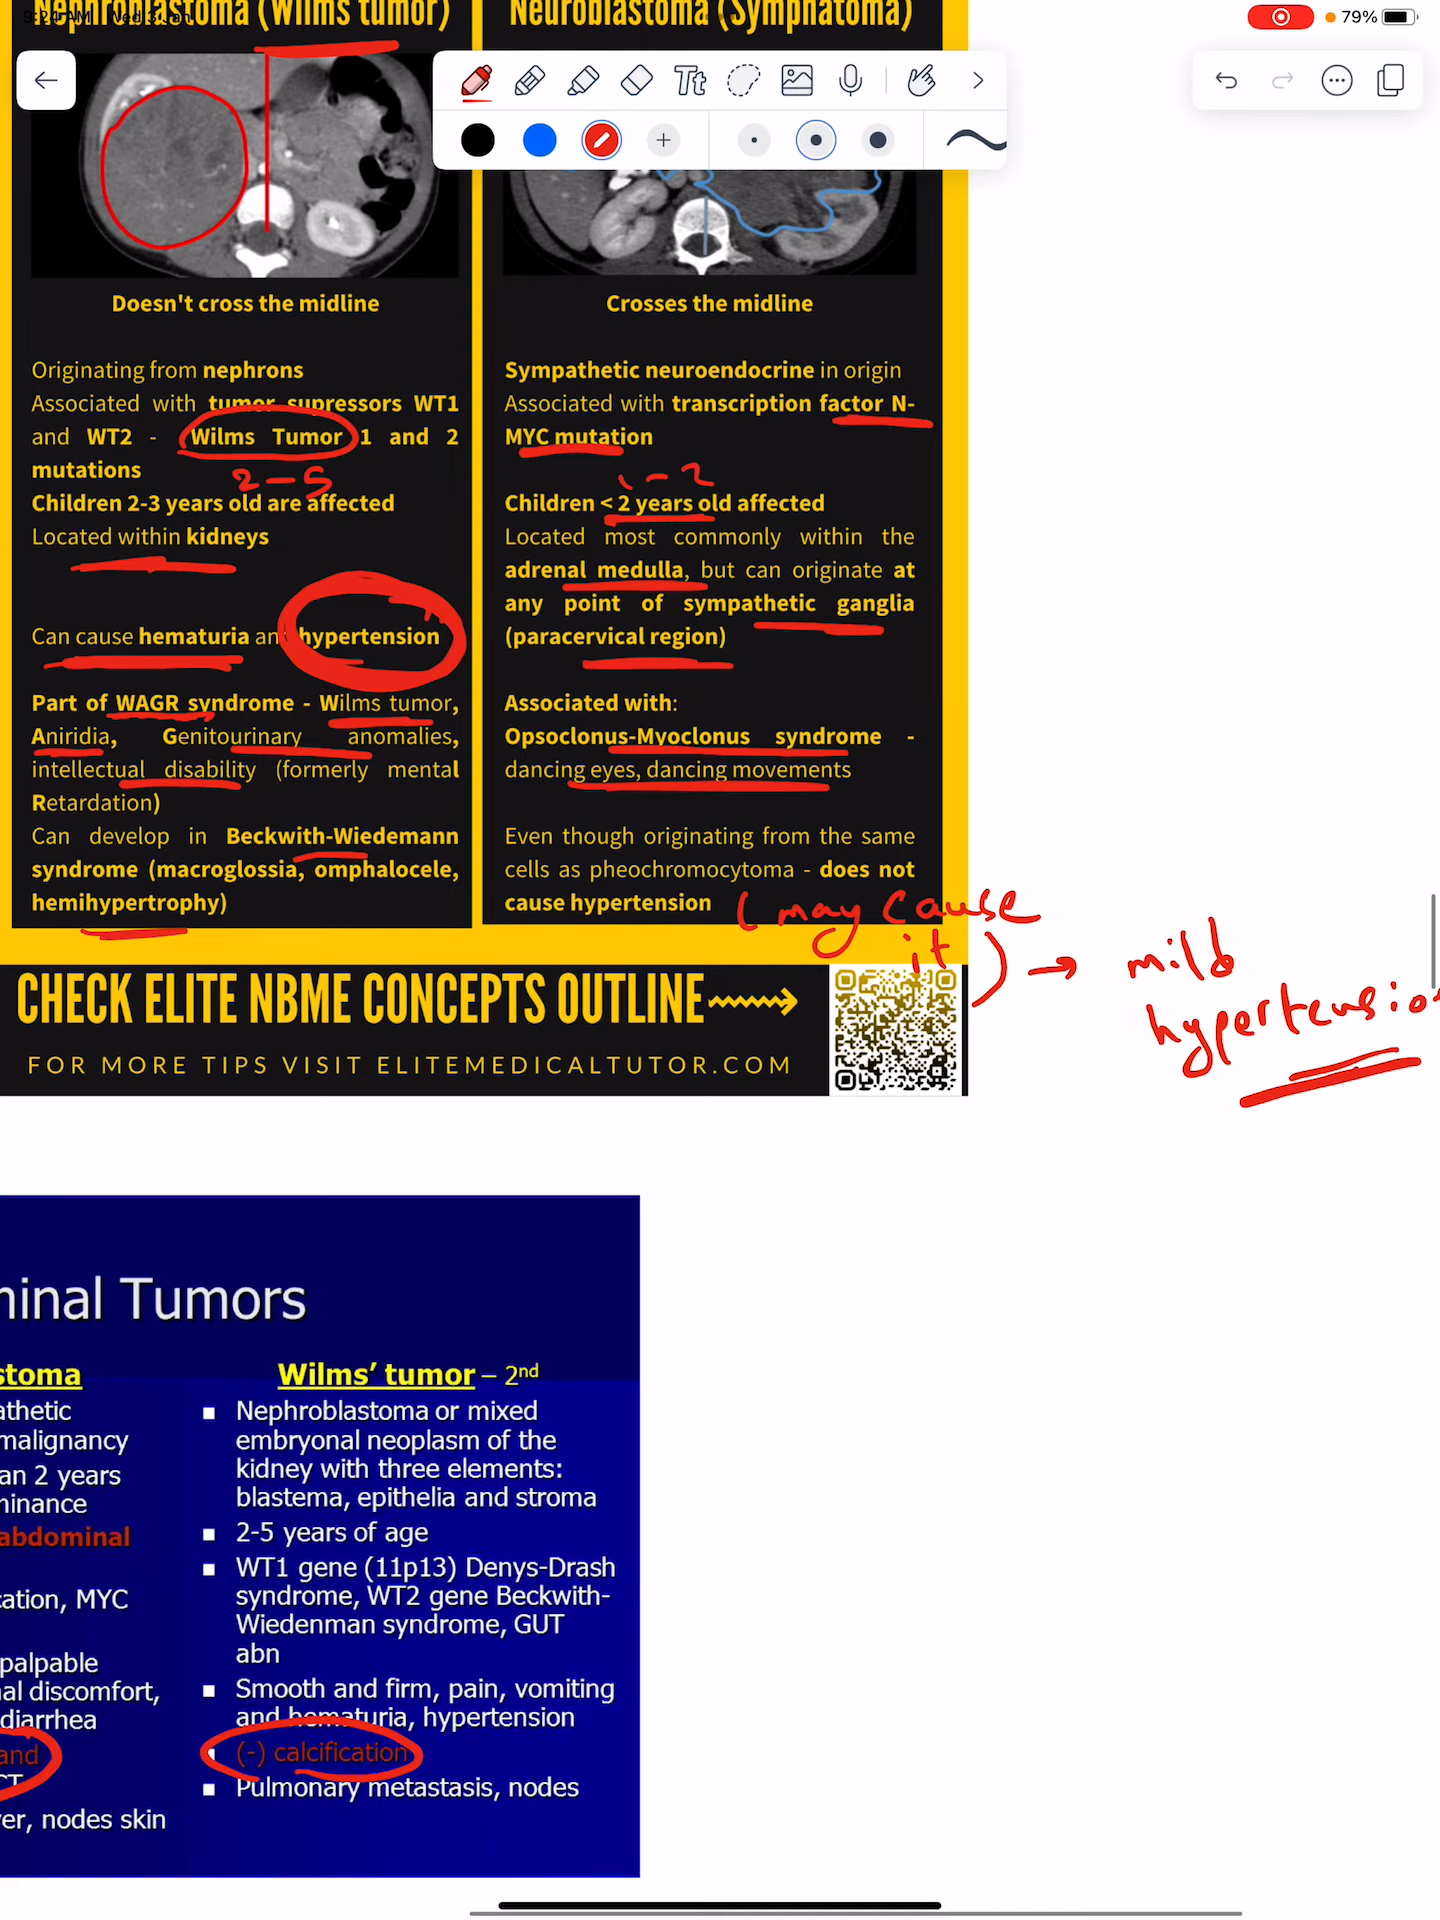 Nephroblastoma (Wilms tumor)
Neuroblastoma (Symphatoma)
79%
Tt
Doesn't cross the midline
Originating from nephrons
Associated with tumor supressors WT1
and WT2 - Wilms Tumor 1 and 2
mutations
2-5
Children 2-3 years old are affected
Located within kidneys
Can cause hematuria and hypertension
Part of WAGR syndrome - Wilms tumor,
Aniridia, Genitourinary anomalies,
intellectual disability (formerly mental
Retardation)
Can develop in Beckwith-Wiedemann
syndrome (macroglossia, omphalocele,
hemihypertrophy)
Crosses the midline
Sympathetic neuroendocrine in origin
Associated with transcription factor N-
MYC mutation
1-2
Children < 2 years old affected
Located most commonly within the
adrenal medulla, but can originate at
any point of sympathetic ganglia
(paracervical region)
Associated with:
Opsoclonus-Myoclonus syndrome -
dancing eyes, dancing movements
Even though originating from the same
cells as pheochromocytoma - does not
cause hypertension
(may cause
it) → mild
hypertension
CHECK ELITE NBME CONCEPTS OUTLINE
FOR MORE TIPS VISIT ELITEMEDICALTUTOR.COM
minal Tumors
stoma
athetic
malignancy
an 2 years
minance
abdominal
cation, MYC
palpable
al discomfort,
diarrhea
and
CT
er, nodes skin
Wilms' tumor – 2nd
Nephroblastoma or mixed
embryonal neoplasm of the
kidney with three elements:
blastema, epithelia and stroma
2-5 years of age
WT1 gene (11p13) Denys-Drash
syndrome, WT2 gene Beckwith-
Wiedenman syndrome, GUT
abn
Smooth and firm, pain, vomiting
and hematuria, hypertension
(-) calcification
Pulmonary metastasis, nodes